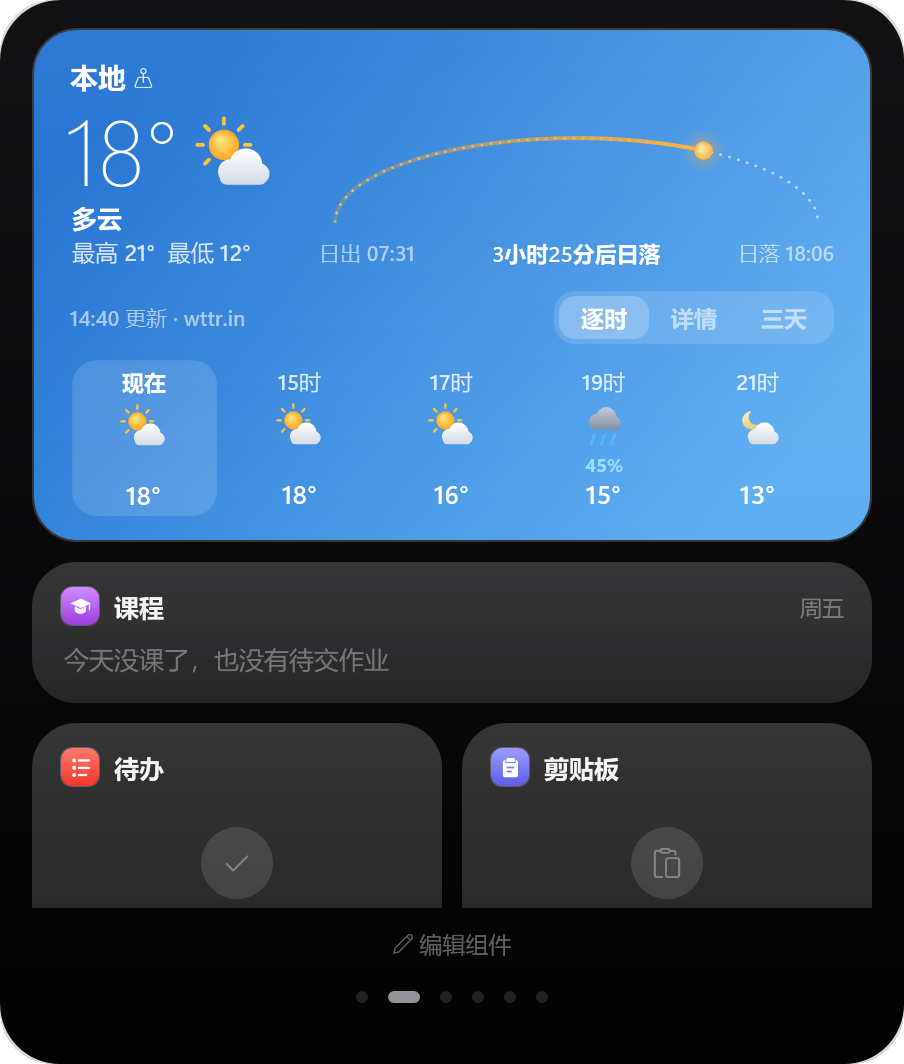 本地
18°
多云
最高 21° 最低 12°
日出 07:31
3小时25分后日落
日落 18:06
14:40 更新 · wttr.in
逐时 详情 三天
现在 15时 17时 19时 21时
45%
18° 18° 16° 15° 13°
课程 周五
今天没课了，也没有待交作业
待办 剪贴板
编辑组件